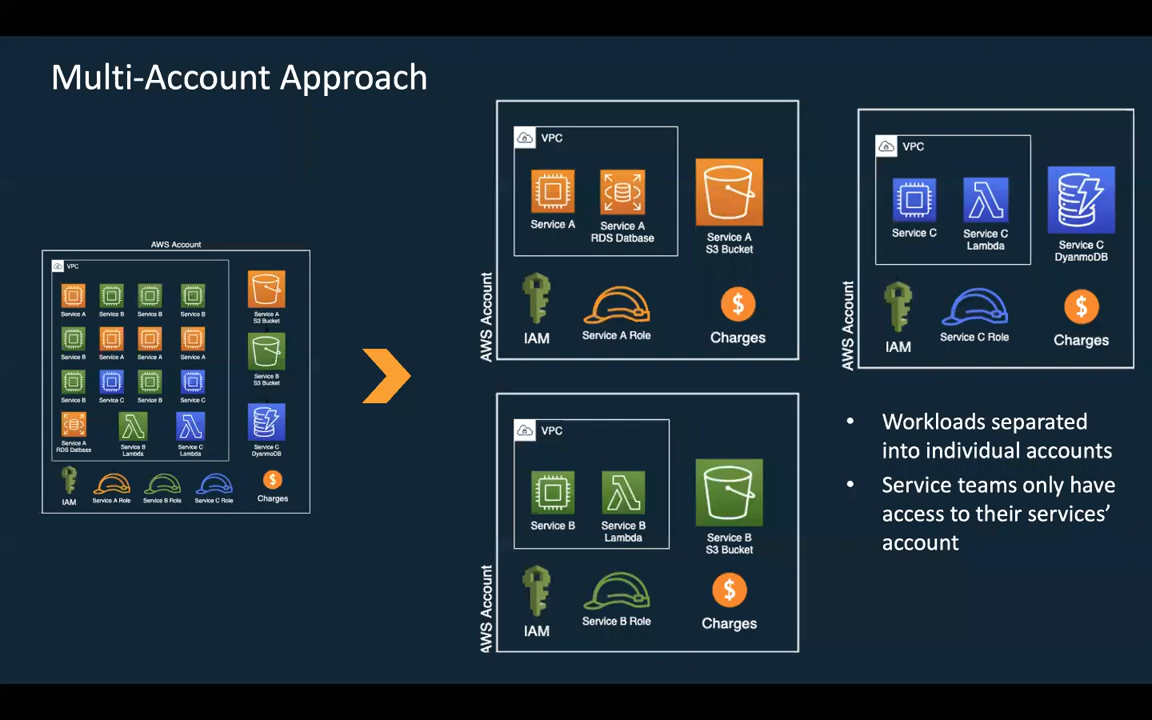 Multi-Account Approach
AWS Account
VPC
Service A
Service B
Service B
Service B
Service B
Service A
Service A
Service A
Service B
Service C
Service B
Service C
Service A
RDS Datbase
Service B
Lambda
Service C
Lambda
Service A
S3 Bucket
Service B
S3 Bucket
Service C
DyanmoDB
IAM
Service A Role
Service B Role
Service C Role
Charges
AWS Account
VPC
Service A
Service A
RDS Datbase
Service A
S3 Bucket
IAM
Service A Role
$
Charges
AWS Account
VPC
Service C
Service C
Lambda
Service C
DyanmoDB
IAM
Service C Role
$
Charges
AWS Account
VPC
Service B
Service B
Lambda
Service B
S3 Bucket
IAM
Service B Role
$
Charges
• Workloads separated
into individual accounts
• Service teams only have
access to their services’
account